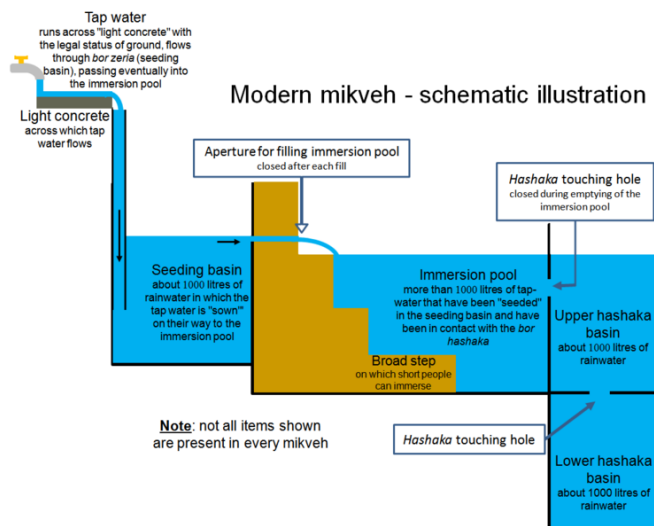 Tap water
runs across "light concrete" with
the legal status of ground, flows
through bor zeria (seeding
basin), passing eventually into
the immersion pool
Modern mikveh - schematic illustration
Light concrete
across which tap
water flows
Aperture for filling immersion pool
closed after each fill
Hashaka touching hole
closed during emptying of the
immersion pool
Seeding basin
about 1000 litres of
rainwater in which the
tap water is "sown"
on their way to the
immersion pool
Immersion pool
more than 1000 litres of tap-
water that have been "seeded"
in the seeding basin and have
been in contact with the bor
hashaka
Upper hashaka
basin
about 1000 litres of
rainwater
Broad step
on which short people
can immerse
Note: not all items shown
are present in every mikveh
Hashaka touching hole
Lower hashaka
basin
about 1000 litres of
rainwater